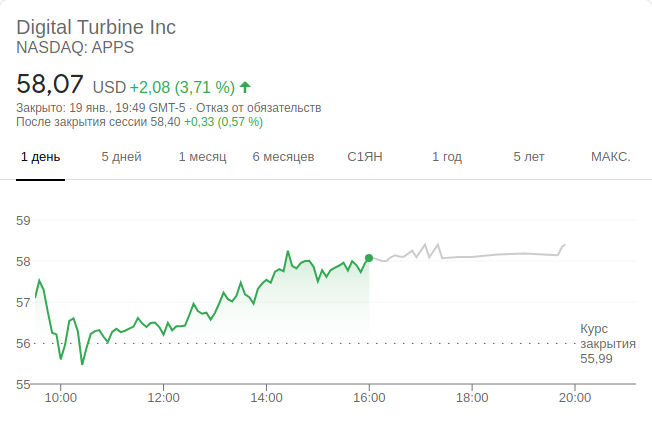 Digital Turbine Inc
NASDAQ: APPS
58,07 USD +2,08 (3,71 %)
Закрыто: 19 янв., 19:49 GMT-5 · Отказ от обязательств
После закрытия сессии 58,40 +0,33 (0,57 %)
1 день 5 дней 1 месяц 6 месяцев С1ЯН 1 год 5 лет МАКС.
59
58
57
56
55
Курс
закрытия
55,99
10:00 12:00 14:00 16:00 18:00 20:00